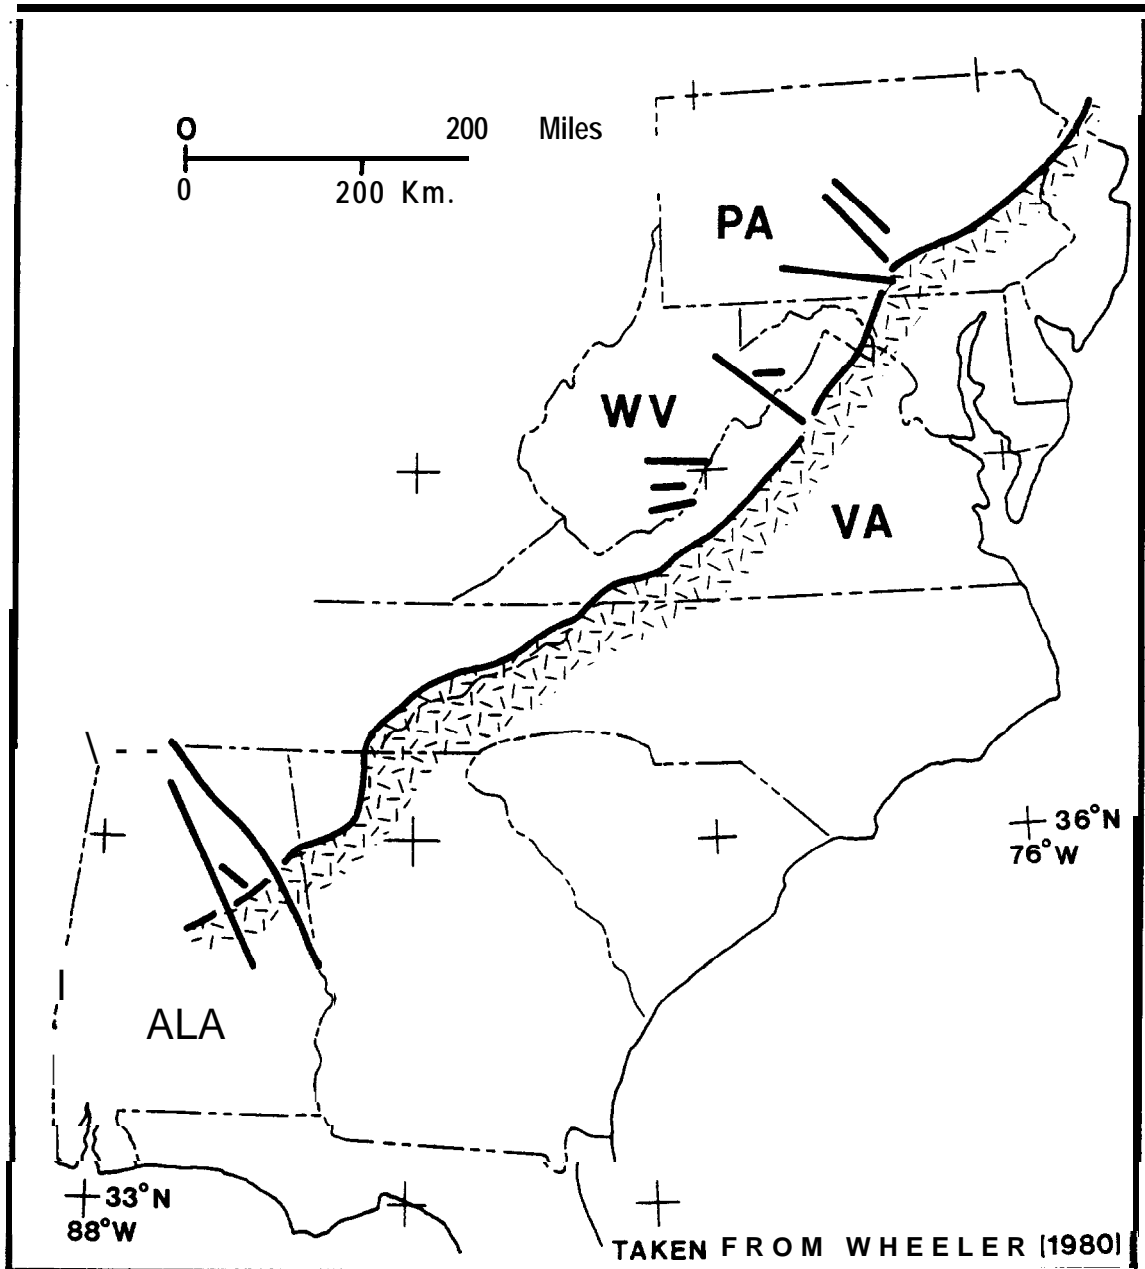 0 200 Miles
0 200 Km.
PA
WV
VA
36°N
76°W
ALA
33°N
88°W
TAKEN FROM WHEELER (1980)